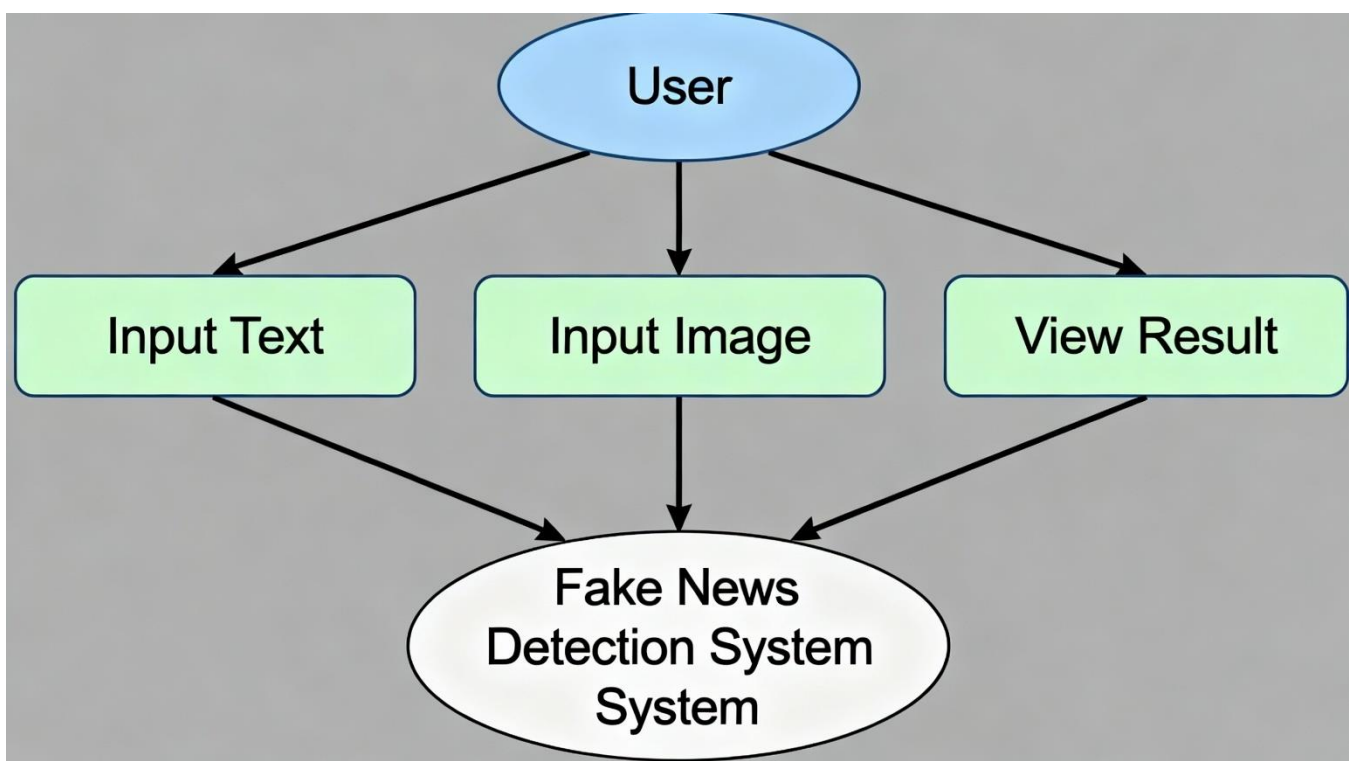 User
Input Text
Input Image
View Result
Fake News
Detection System
System